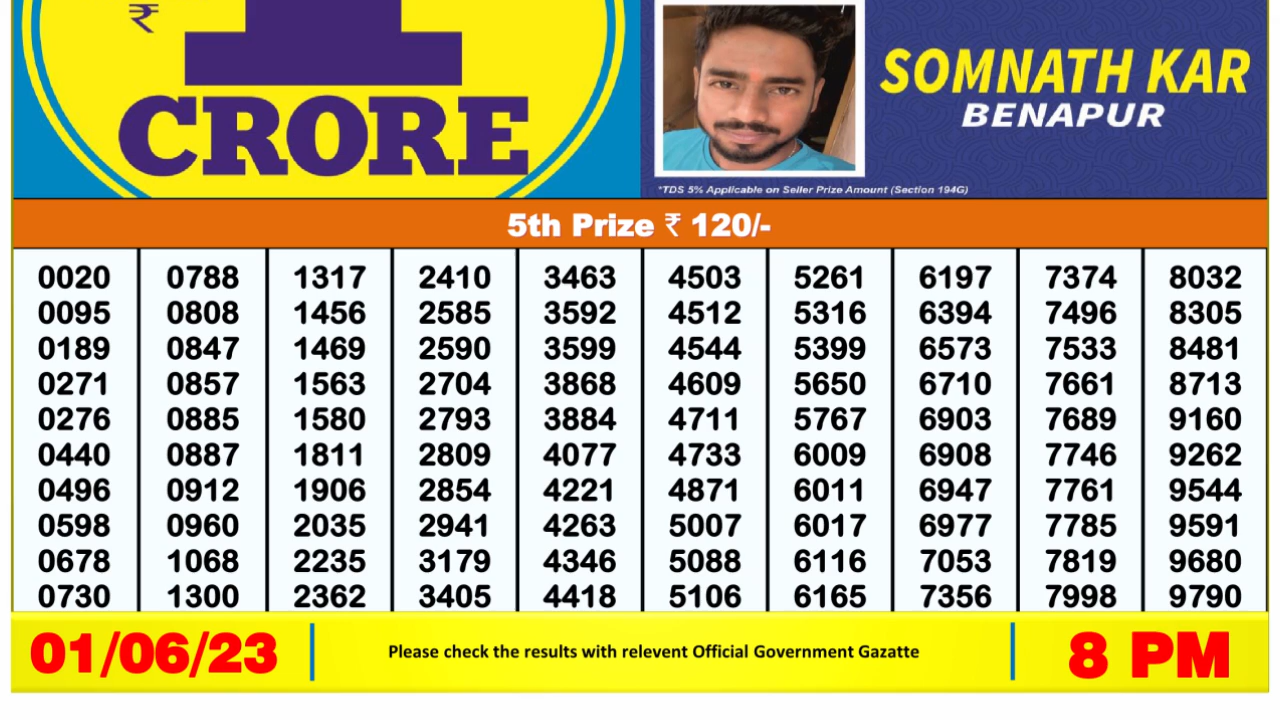 ₹
1
CRORE
SOMNATH KAR
BENAPUR
*TDS 5% Applicable on Seller Prize Amount (Section 194G)
5th Prize ₹ 120/-
0020 0788 1317 2410 3463 4503 5261 6197 7374 8032
0095 0808 1456 2585 3592 4512 5316 6394 7496 8305
0189 0847 1469 2590 3599 4544 5399 6573 7533 8481
0271 0857 1563 2704 3868 4609 5650 6710 7661 8713
0276 0885 1580 2793 3884 4711 5767 6903 7689 9160
0440 0887 1811 2809 4077 4733 6009 6908 7746 9262
0496 0912 1906 2854 4221 4871 6011 6947 7761 9544
0598 0960 2035 2941 4263 5007 6017 6977 7785 9591
0678 1068 2235 3179 4346 5088 6116 7053 7819 9680
0730 1300 2362 3405 4418 5106 6165 7356 7998 9790
01/06/23
Please check the results with relevent Official Government Gazatte
8 PM